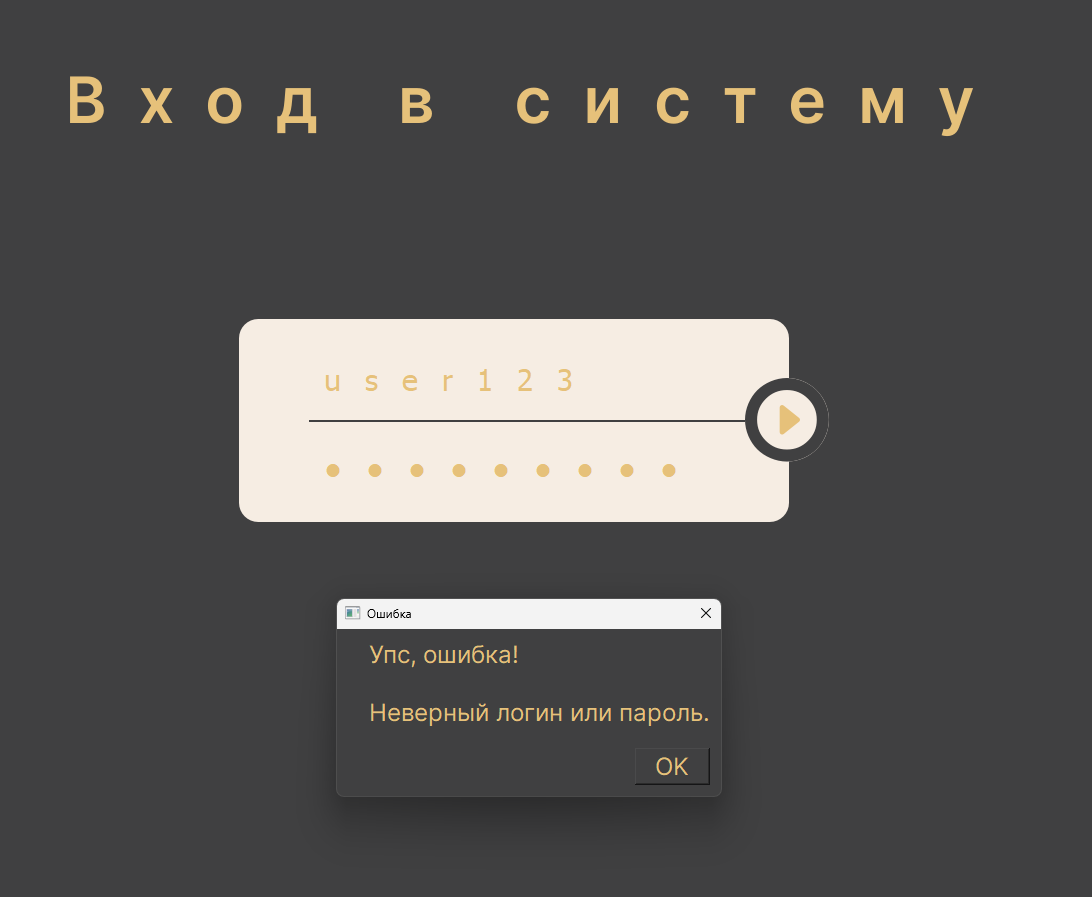 Вход в систему
user123
●●●●●●●●●
Ошибка
Упс, ошибка!
Неверный логин или пароль.
OK